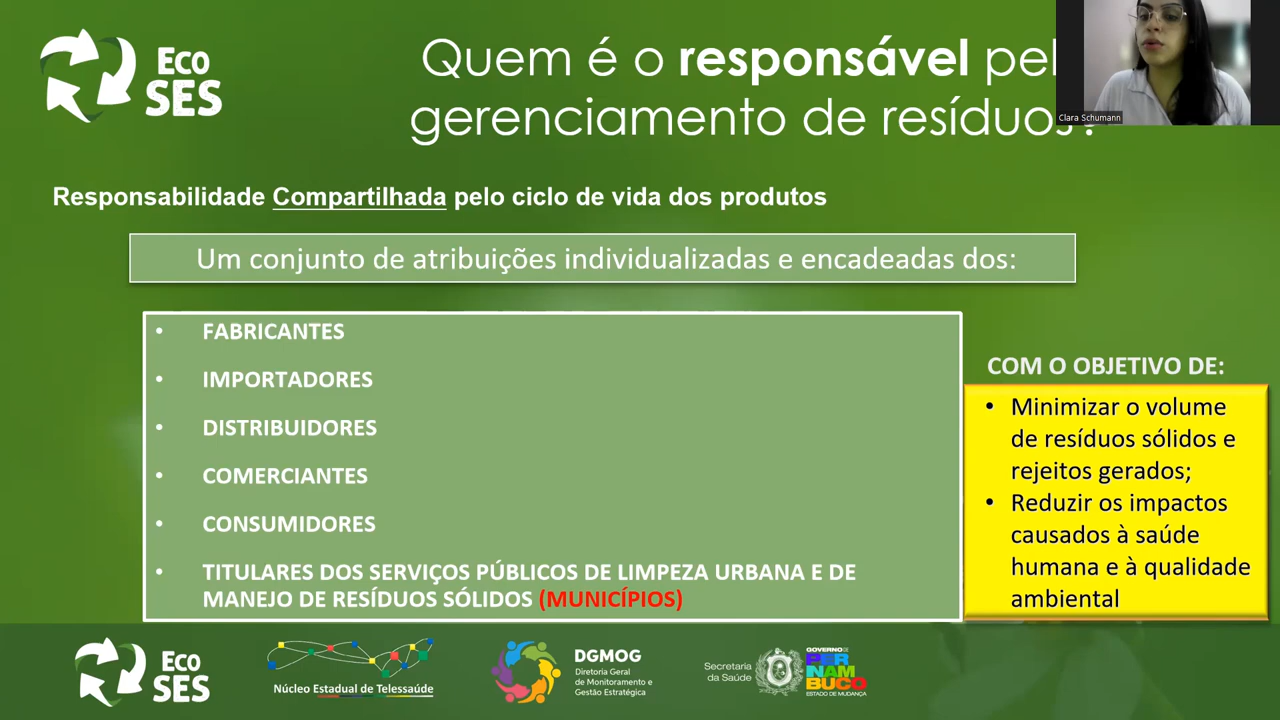 Eco
SES
Quem é o responsável pel
gerenciamento de resíduos?
Clara Schumann
Responsabilidade Compartilhada pelo ciclo de vida dos produtos
Um conjunto de atribuições individualizadas e encadeadas dos:
• FABRICANTES
• IMPORTADORES
• DISTRIBUIDORES
• COMERCIANTES
• CONSUMIDORES
• TITULARES DOS SERVIÇOS PÚBLICOS DE LIMPEZA URBANA E DE
MANEJO DE RESÍDUOS SÓLIDOS (MUNICÍPIOS)
COM O OBJETIVO DE:
• Minimizar o volume
de resíduos sólidos e
rejeitos gerados;
• Reduzir os impactos
causados à saúde
humana e à qualidade
ambiental
Eco
SES
Núcleo Estadual de Telessaúde
DGMOG
Diretoria Geral
de Monitoramento e
Gestão Estratégica
Secretaria
da Saúde
GOVERNO DE
PER
NAM
BUCO
ESTADO DE MUDANÇA